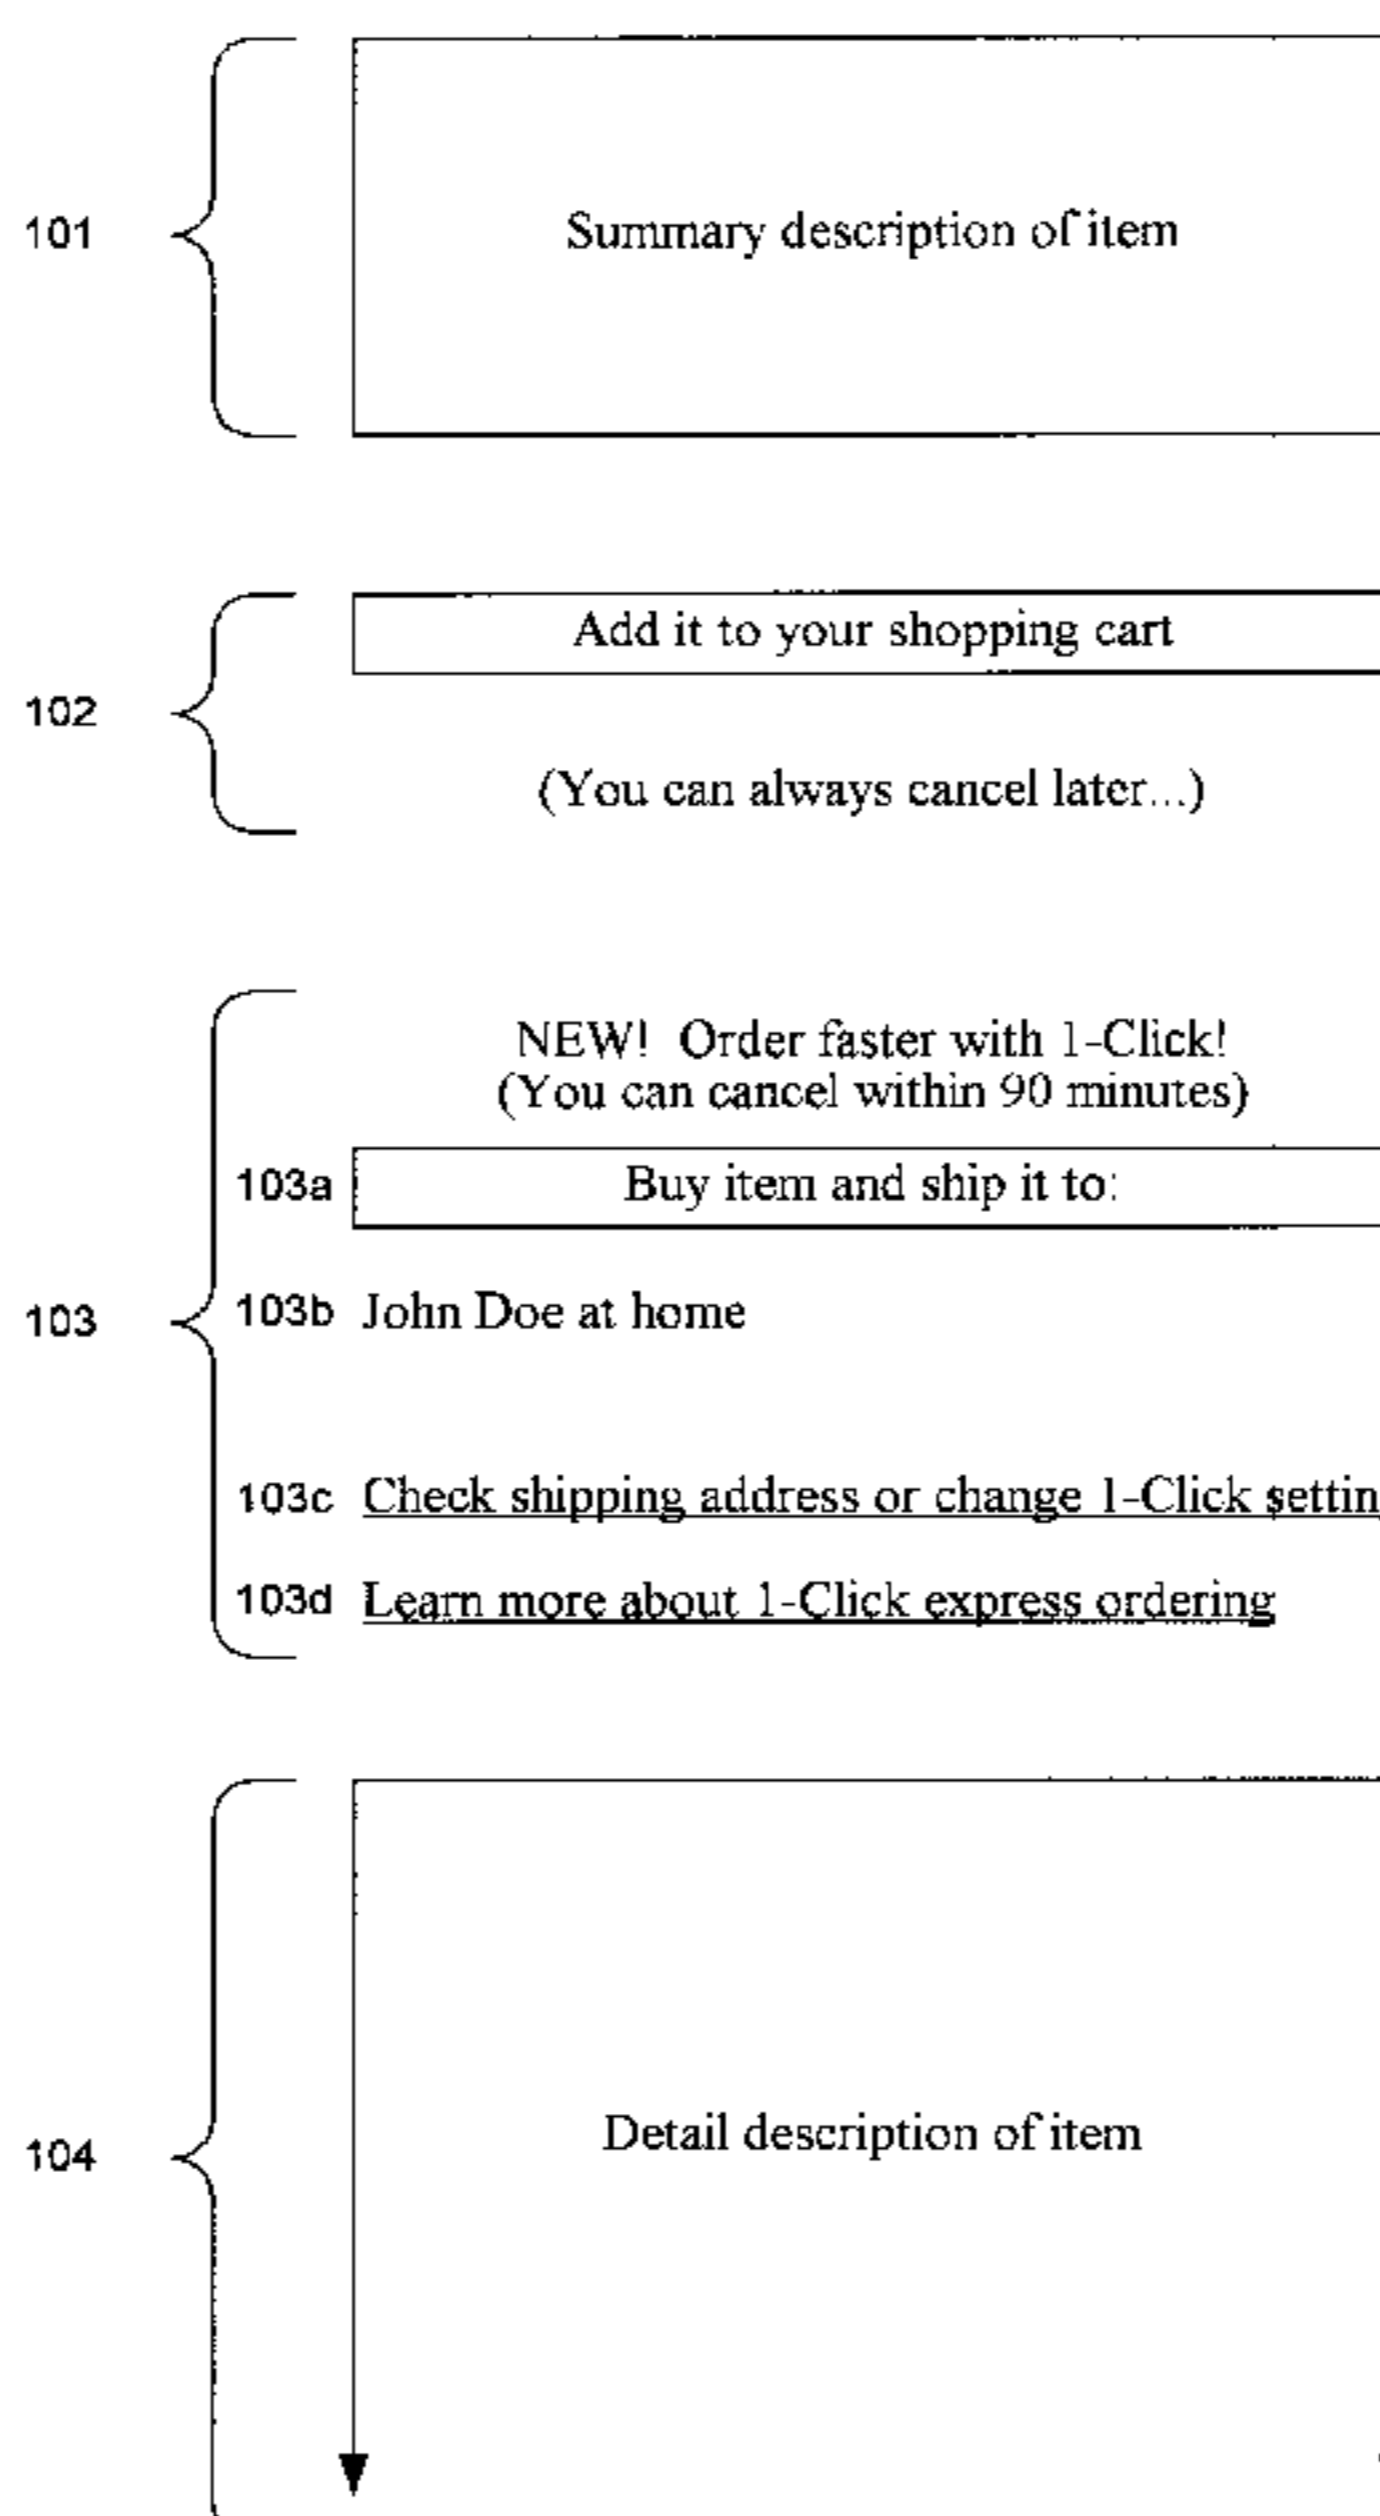 101
Summary description of item
Add it to your shopping cart
102
(You can always cancel later...)
NEW! Order faster with 1-Click!
(You can cancel within 90 minutes)
103a Buy item and ship it to:
103
103b John Doe at home
103c Check shipping address or change 1-Click settin
103d Learn more about 1-Click express ordering
104
Detail description of item